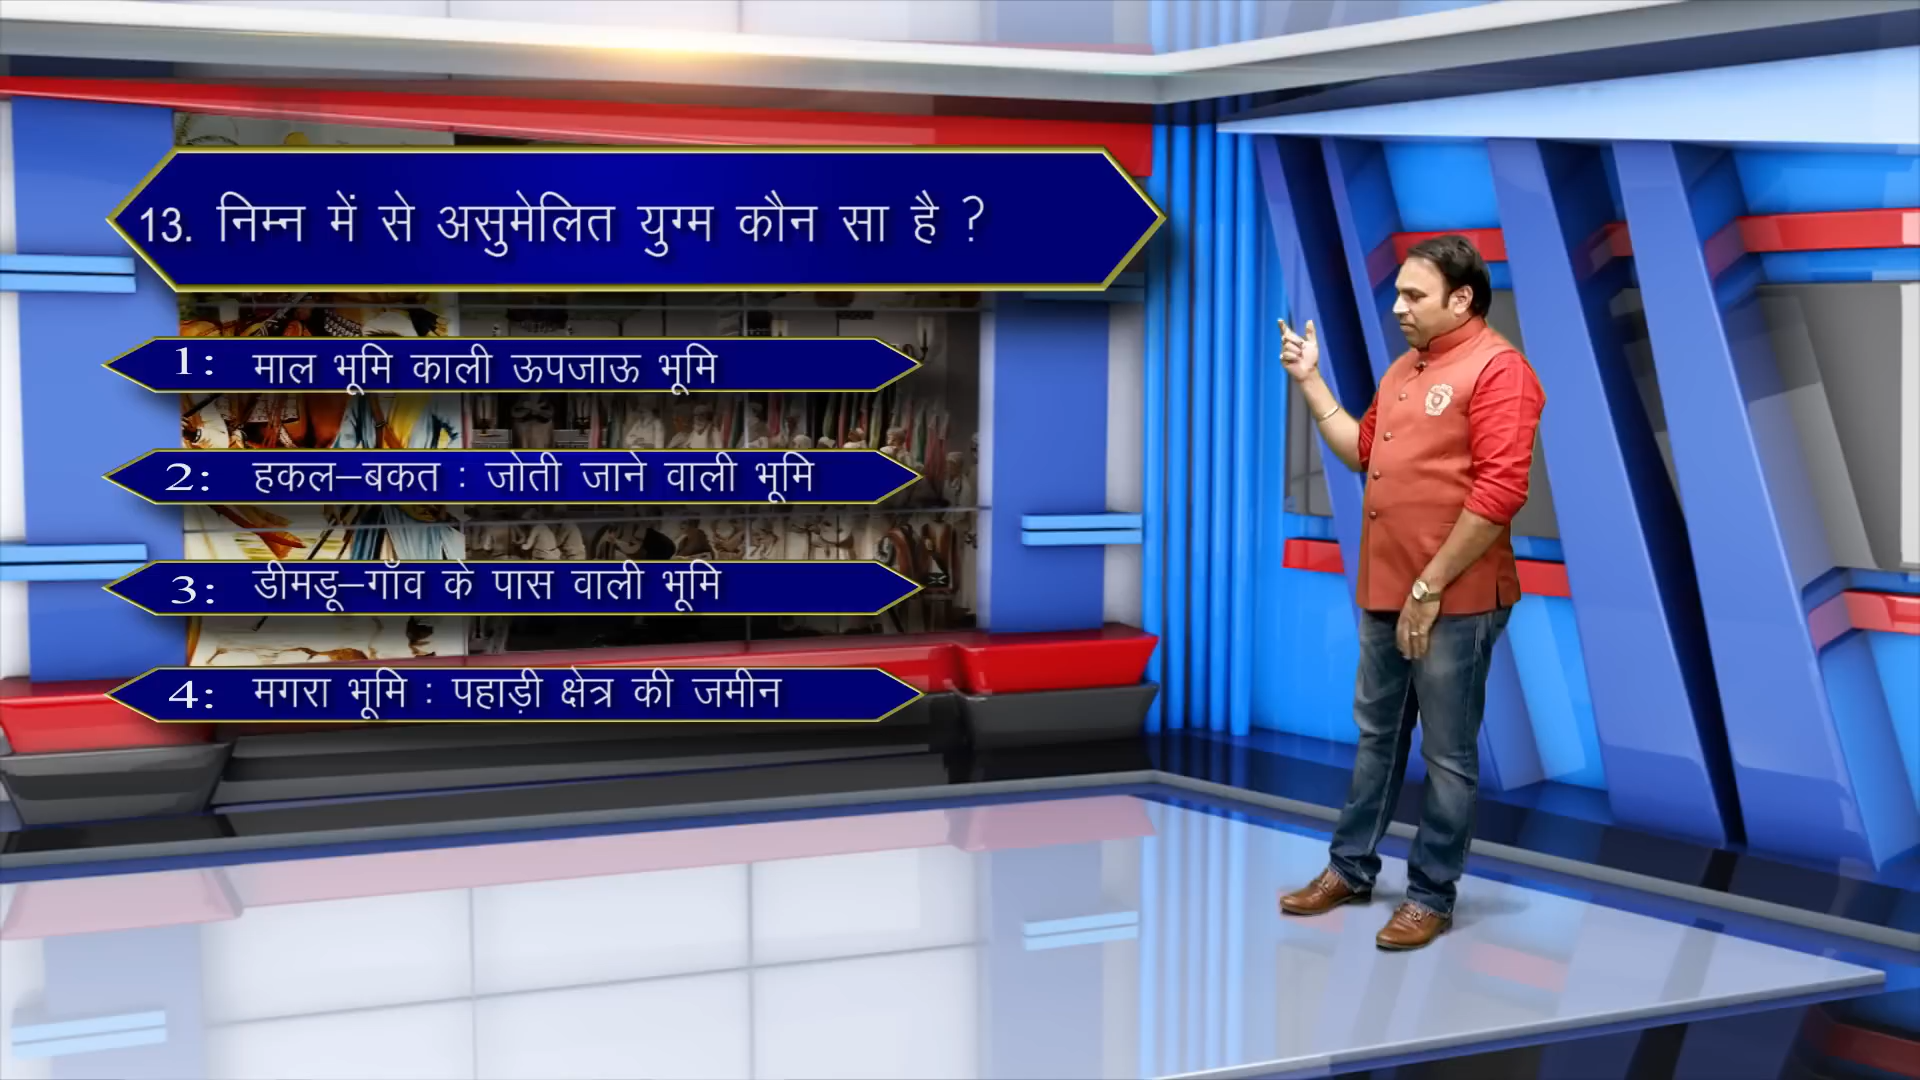 13. निम्न में से असुमेलित युग्म कौन सा है ?
1: माल भूमि काली ऊपजाऊ भूमि
2: हकल–बकत : जोती जाने वाली भूमि
3: डीमडू–गाँव के पास वाली भूमि
4: मगरा भूमि : पहाड़ी क्षेत्र की जमीन